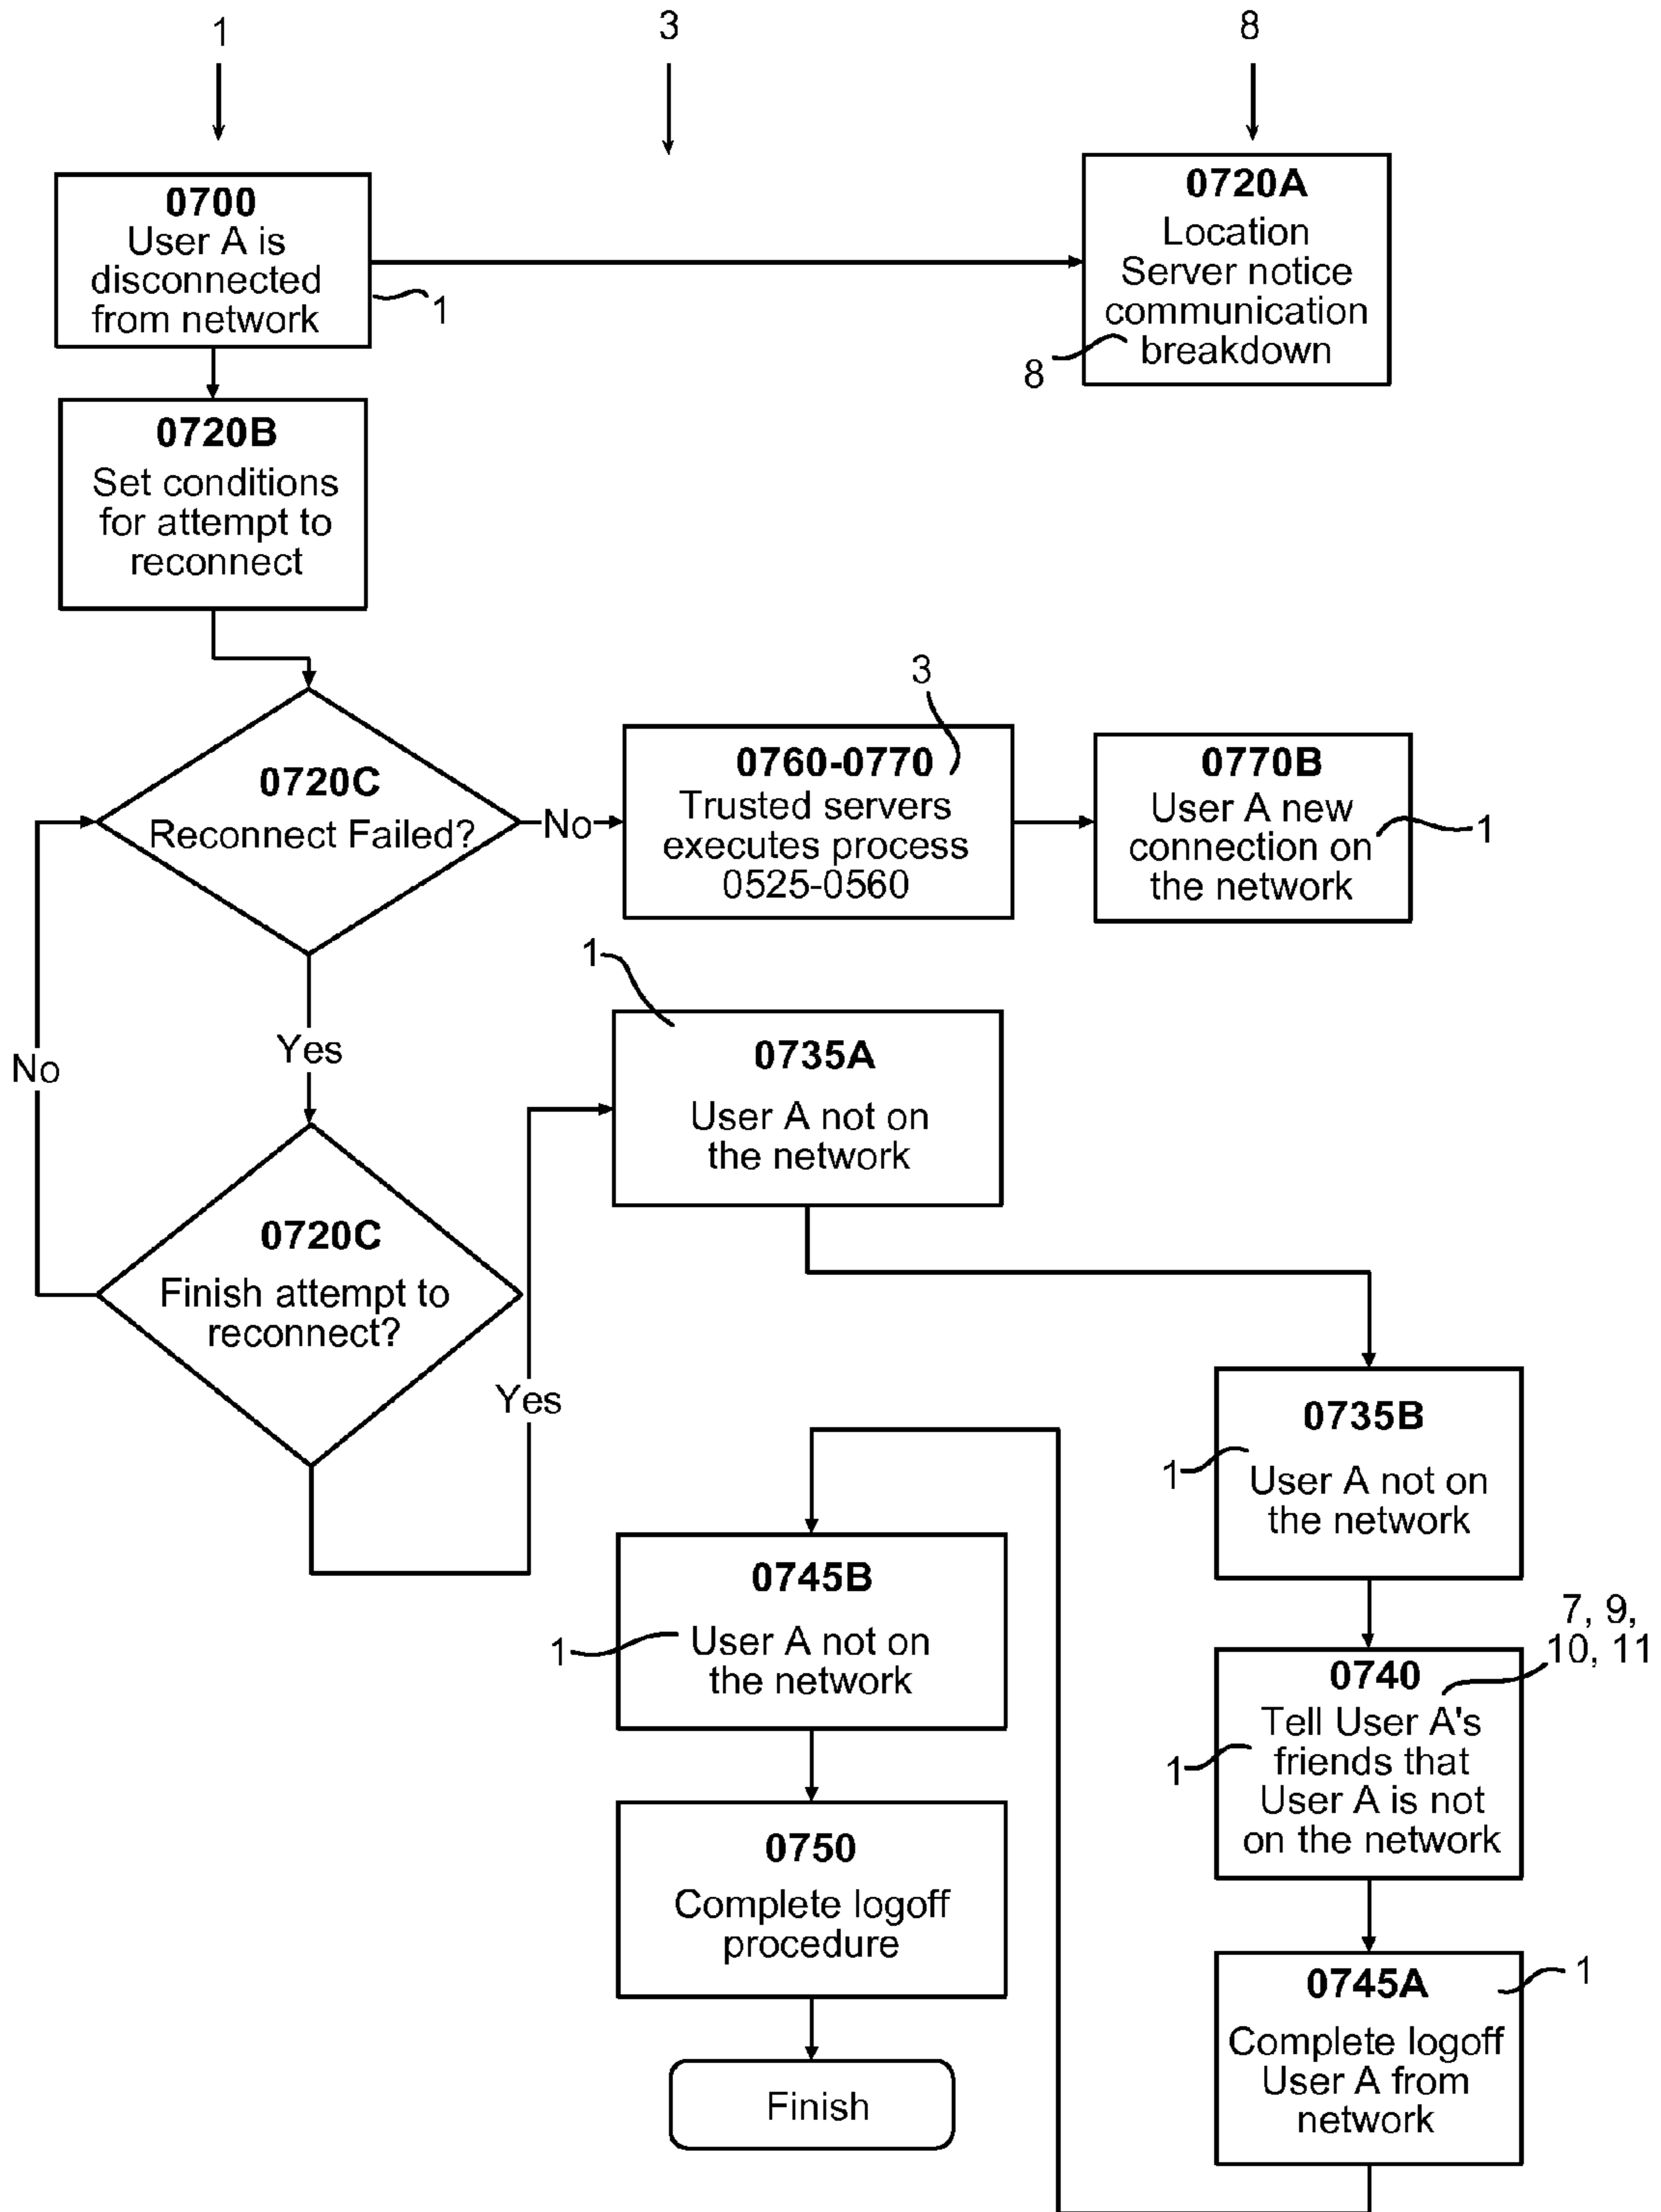 1
3
8
0700
User A is
disconnected
from network
1
0720A
Location
Server notice
communication
breakdown
8
0720B
Set conditions
for attempt to
reconnect
0720C
Reconnect Failed?
No
3
0760-0770
Trusted servers
executes process
0525-0560
0770B
User A new
connection on
the network
1
Yes
No
1
0735A
User A not on
the network
0720C
Finish attempt to
reconnect?
Yes
0735B
1
User A not on
the network
0745B
1
User A not on
the network
7, 9,
10, 11
0740
Tell User A's
friends that
User A is not
on the network
1
0750
Complete logoff
procedure
0745A
1
Complete logoff
User A from
network
Finish